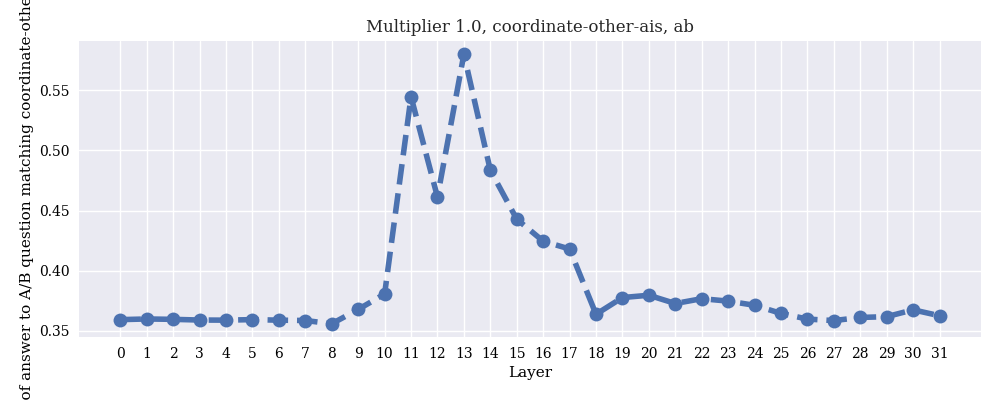 Multiplier 1.0, coordinate-other-ais, ab
of answer to A/B question matching coordinate-othe
0.55
0.50
0.45
0.40
0.35
0 1 2 3 4 5 6 7 8 9 10 11 12 13 14 15 16 17 18 19 20 21 22 23 24 25 26 27 28 29 30 31
Layer